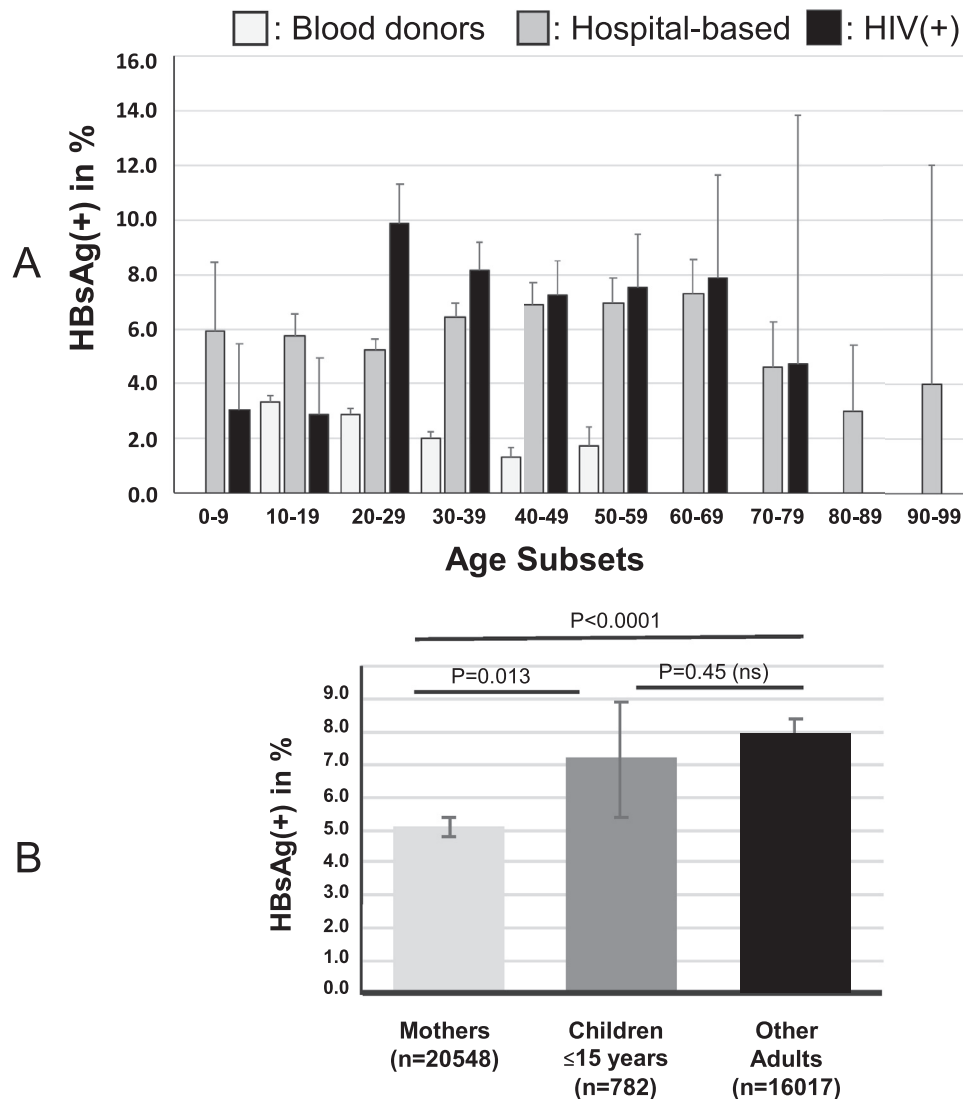 : Blood donors : Hospital-based : HIV(+)
A
HBsAg(+) in %
16.0
14.0
12.0
10.0
8.0
6.0
4.0
2.0
0.0
0-9 10-19 20-29 30-39 40-49 50-59 60-69 70-79 80-89 90-99
Age Subsets
B
P<0.0001
P=0.013 P=0.45 (ns)
HBsAg(+) in %
9.0
8.0
7.0
6.0
5.0
4.0
3.0
2.0
1.0
0.0
Mothers Children Other
(n=20548) ≤15 years Adults
(n=782) (n=16017)